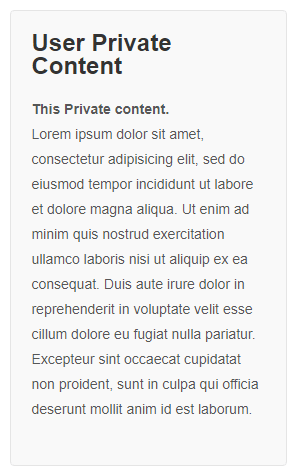 User Private
Content
This Private content.
Lorem ipsum dolor sit amet,
consectetur adipisicing elit, sed do
eiusmod tempor incididunt ut labore
et dolore magna aliqua. Ut enim ad
minim quis nostrud exercitation
ullamco laboris nisi ut aliquip ex ea
consequat. Duis aute irure dolor in
reprehenderit in voluptate velit esse
cillum dolore eu fugiat nulla pariatur.
Excepteur sint occaecat cupidatat
non proident, sunt in culpa qui officia
deserunt mollit anim id est laborum.